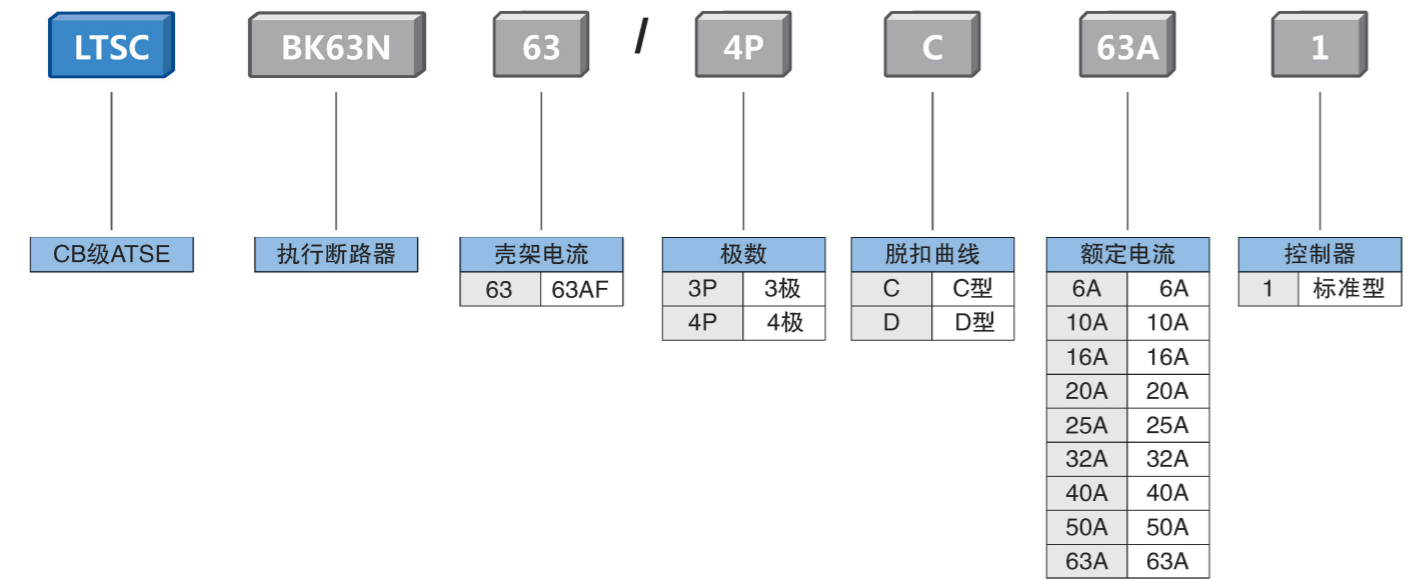 LTSC BK63N 63 / 4P C 63A 1
CB级ATSE 执行断路器 壳架电流 极数 脱扣曲线 额定电流 控制器
63 63AF 3P 3极 C C型 6A 6A 1 标准型
4P 4极 D D型 10A 10A
16A 16A
20A 20A
25A 25A
32A 32A
40A 40A
50A 50A
63A 63A